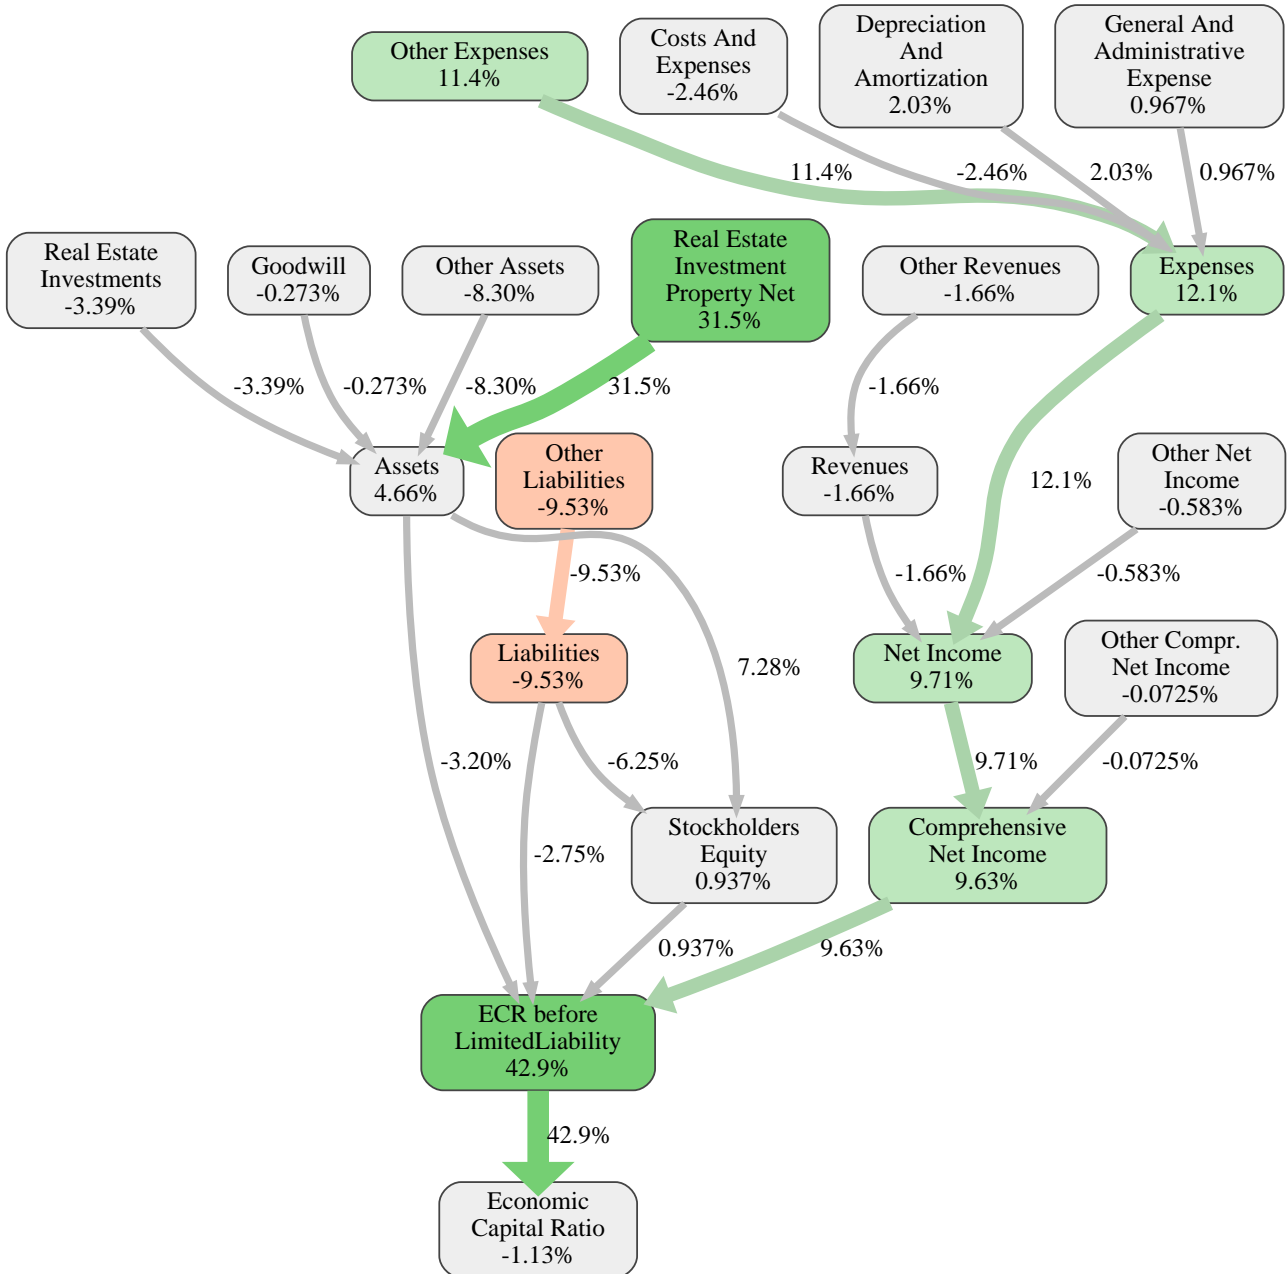 Other Expenses
11.4%
Costs And
Expenses
-2.46%
Depreciation
And
Amortization
2.03%
General And
Administrative
Expense
0.967%
11.4%
-2.46%
2.03%
0.967%
Real Estate
Investments
-3.39%
Goodwill
-0.273%
Other Assets
-8.30%
Real Estate
Investment
Property Net
31.5%
Other Revenues
-1.66%
Expenses
12.1%
-3.39%
-0.273%
-8.30%
31.5%
-1.66%
Assets
4.66%
Other
Liabilities
-9.53%
Revenues
-1.66%
12.1%
Other Net
Income
-0.583%
-9.53%
-1.66%
-0.583%
Liabilities
-9.53%
7.28%
Net Income
9.71%
Other Compr.
Net Income
-0.0725%
-3.20%
-6.25%
9.71%
-0.0725%
-2.75%
Stockholders
Equity
0.937%
Comprehensive
Net Income
9.63%
0.937%
9.63%
ECR before
LimitedLiability
42.9%
42.9%
Economic
Capital Ratio
-1.13%